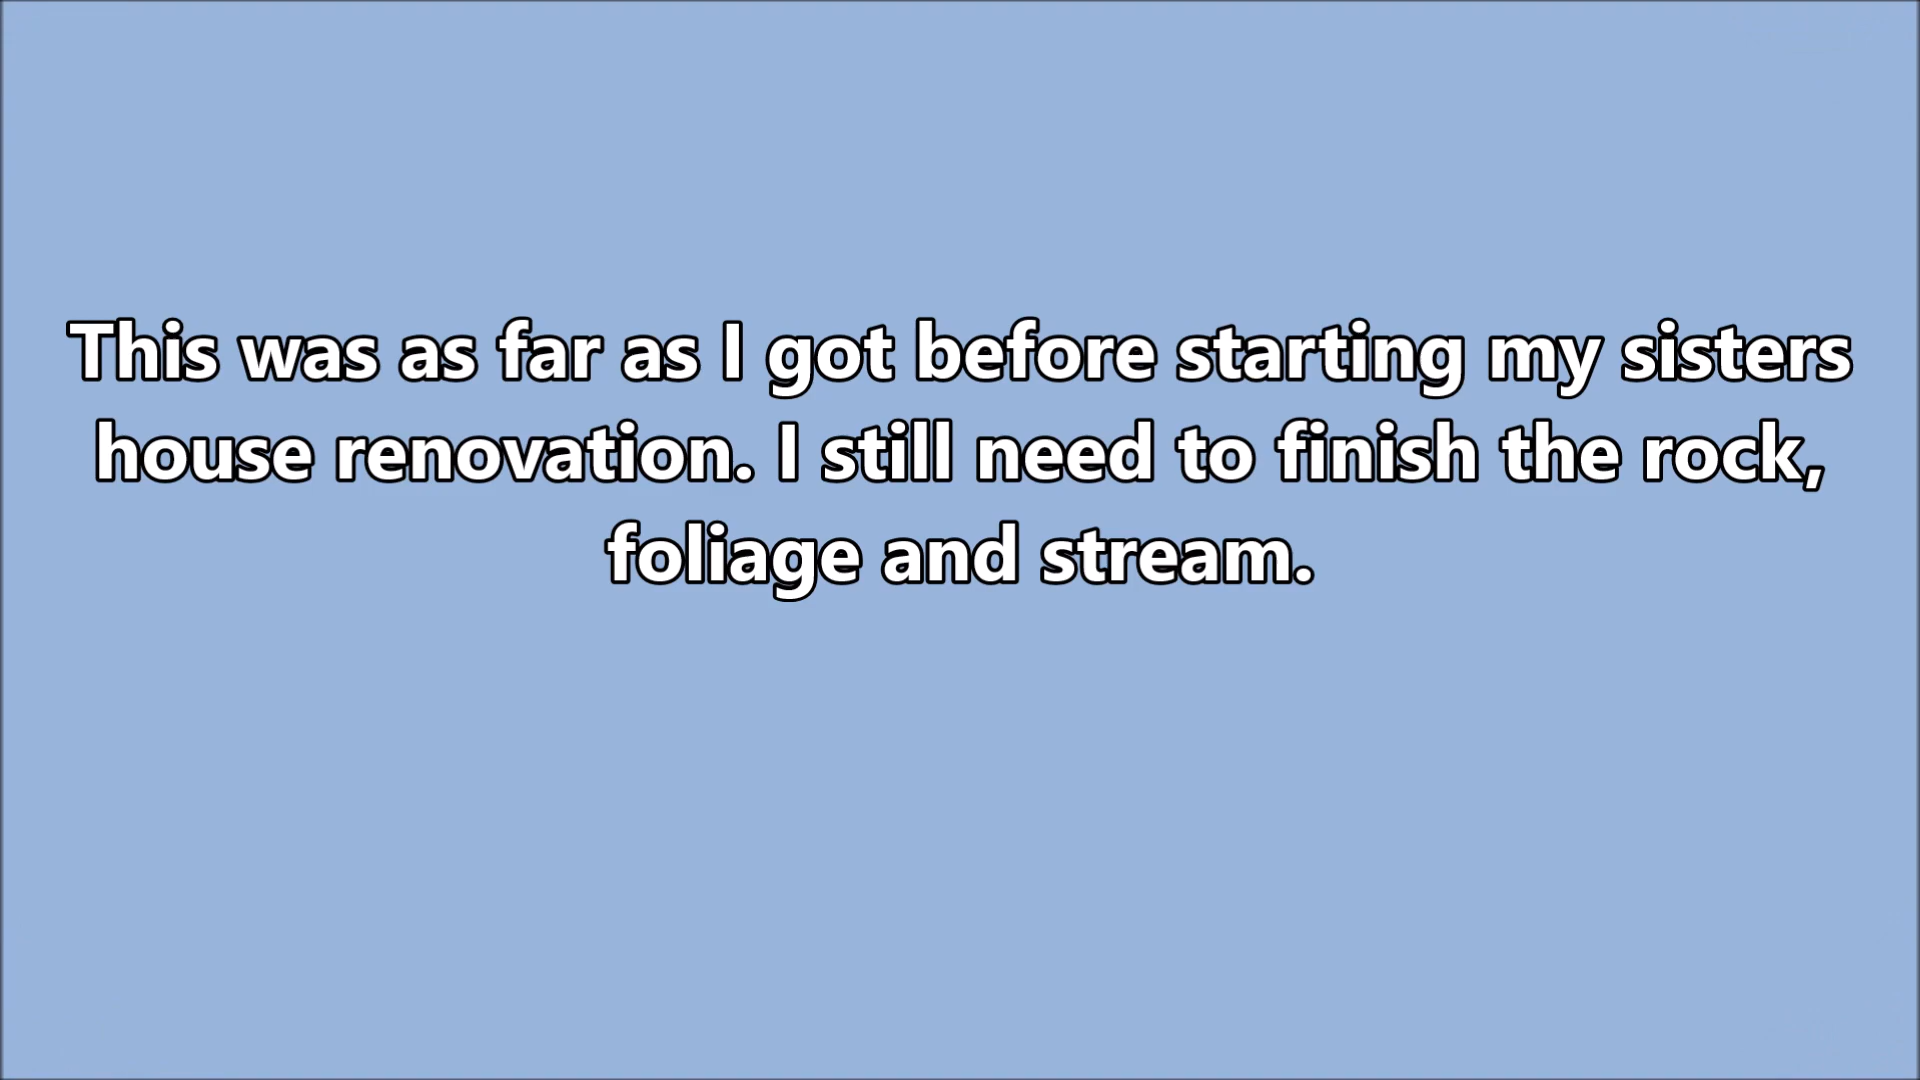 This was as far as I got before starting my sisters
house renovation. I still need to finish the rock,
foliage and stream.